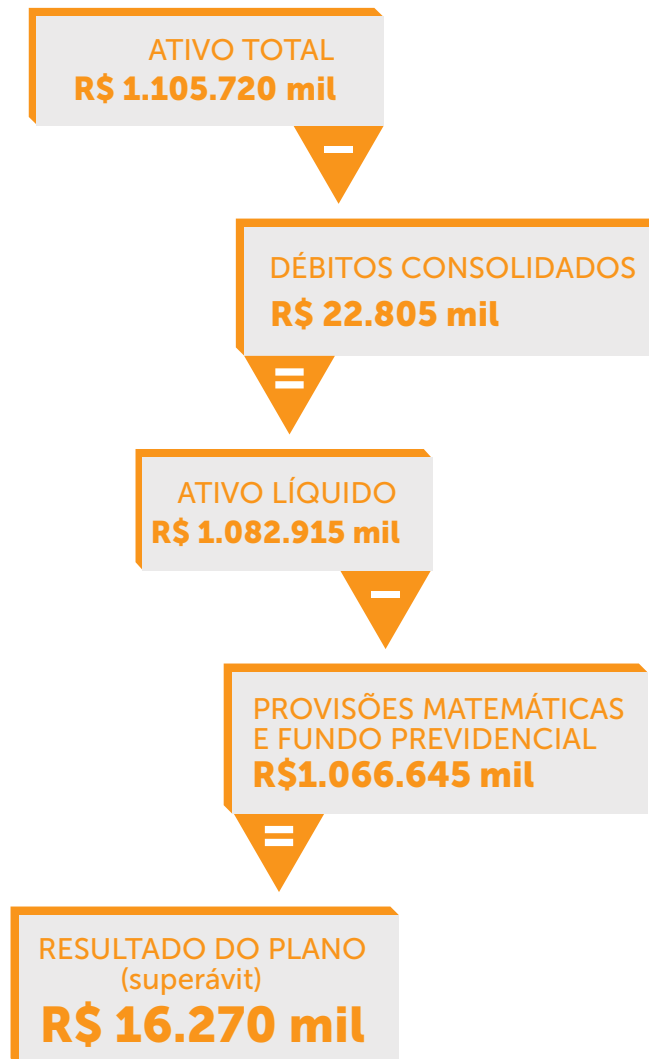 ATIVO TOTAL
R$ 1.105.720 mil
–
DÉBITOS CONSOLIDADOS
R$ 22.805 mil
=
ATIVO LÍQUIDO
R$ 1.082.915 mil
–
PROVISÕES MATEMÁTICAS
E FUNDO PREVIDENCIAL
R$1.066.645 mil
=
RESULTADO DO PLANO
(superávit)
R$ 16.270 mil